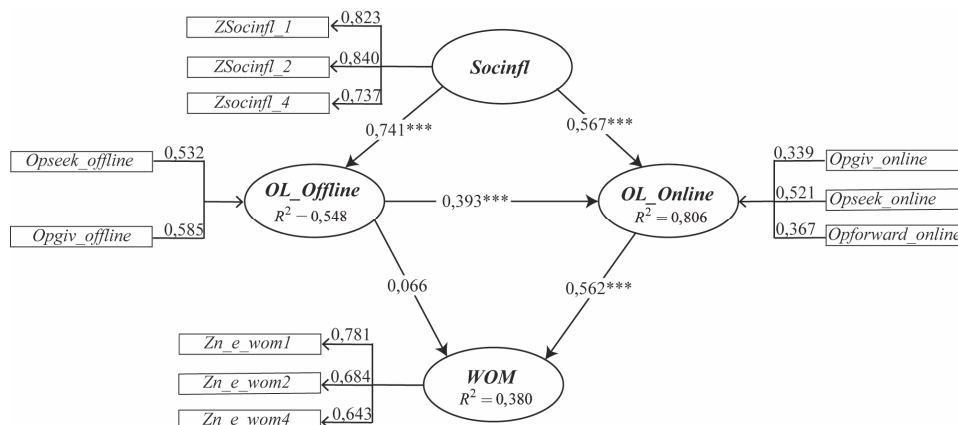 ZSocinfl_1
0,823
ZSocinfl_2
0,840
Zsocinfl_4
0,737
Socinfl
0,741***
0,567***
Opseek_offline
0,532
Opgiv_offline
0,585
OL_Offline
R² – 0,548
0,393***
OL_Online
R² = 0,806
0,339
Opgiv_online
0,521
Opseek_online
0,367
Opforward_online
0,066
0,562***
Zn_e_wom1
0,781
Zn_e_wom2
0,684
Zn_e_wom4
0,643
WOM
R² = 0,380